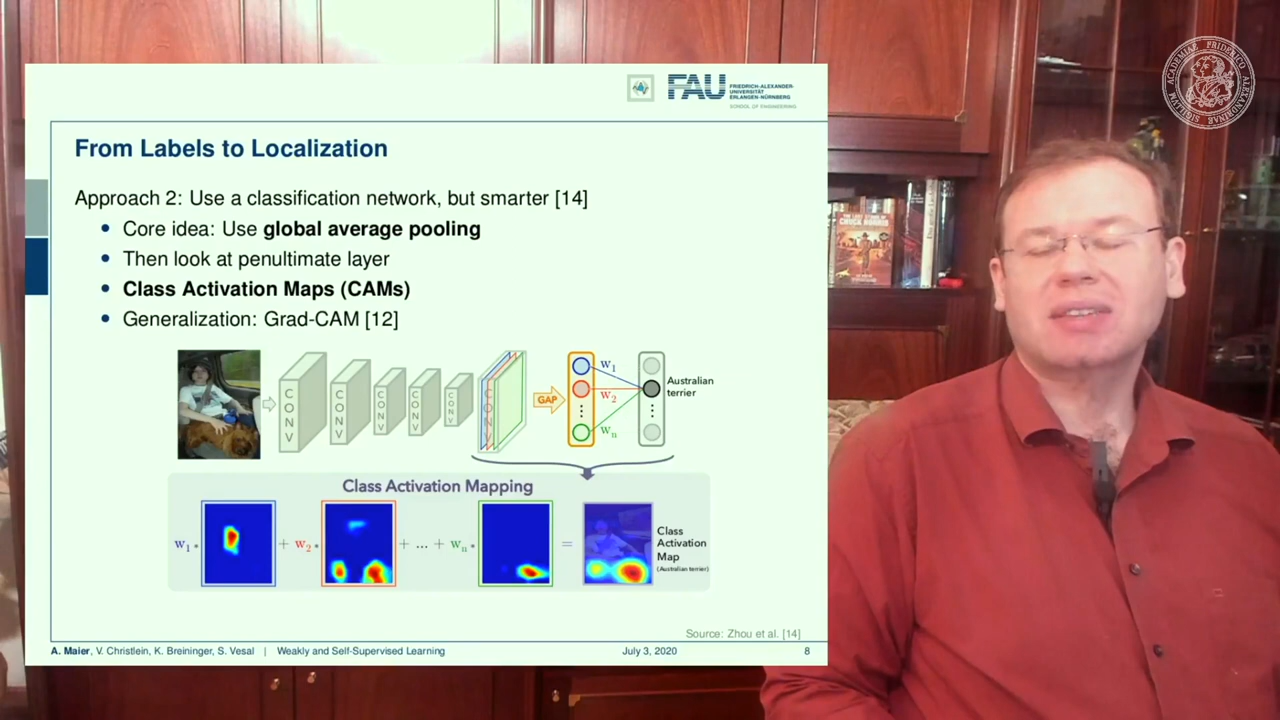 FAU FRIEDRICH-ALEXANDER-
UNIVERSITÄT
ERLANGEN-NÜRNBERG
SCHOOL OF ENGINEERING
From Labels to Localization
Approach 2: Use a classification network, but smarter [14]
• Core idea: Use global average pooling
• Then look at penultimate layer
• Class Activation Maps (CAMs)
• Generalization: Grad-CAM [12]
CONV CONV CONV CONV CONV CONV GAP w1 w2 wn Australian
terrier
Class Activation Mapping
w1 * + w2 * + ... + wn * = Class
Activation
Map
(Australian terrier)
Source: Zhou et al. [14]
A. Maier, V. Christlein, K. Breininger, S. Vesal | Weakly and Self-Supervised Learning July 3, 2020 8
CHUCK NORRIS